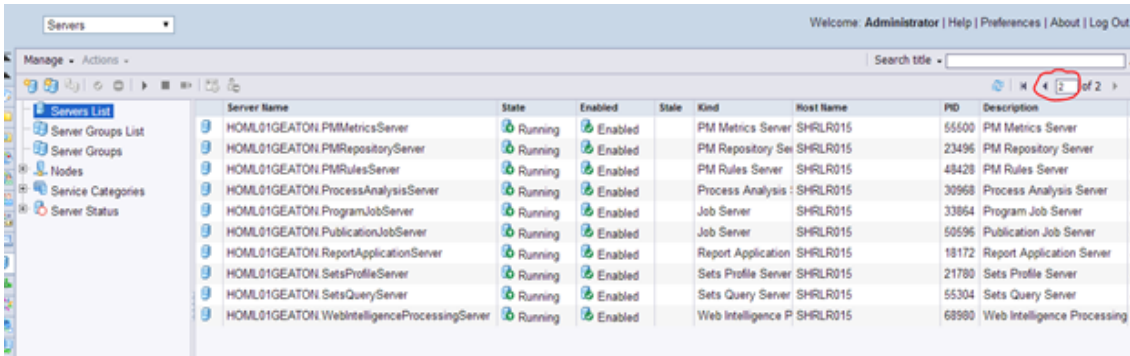 Servers Welcome: Administrator | Help | Preferences | About | Log Out
Manage Actions Search title
2 of 2
Servers List
Server Groups List
Server Groups
Nodes
Service Categories
Server Status
Server Name State Enabled Stale Kind Host Name PID Description
HOML01GEATON.PMMetricsServer Running Enabled PM Metrics Server SHRLR015 55500 PM Metrics Server
HOML01GEATON.PMRepositoryServer Running Enabled PM Repository Ser SHRLR015 23496 PM Repository Server
HOML01GEATON.PMRulesServer Running Enabled PM Rules Server SHRLR015 48428 PM Rules Server
HOML01GEATON.ProcessAnalysisServer Running Enabled Process Analysis SHRLR015 30968 Process Analysis Server
HOML01GEATON.ProgramJobServer Running Enabled Job Server SHRLR015 33864 Program Job Server
HOML01GEATON.PublicationJobServer Running Enabled Job Server SHRLR015 50596 Publication Job Server
HOML01GEATON.ReportApplicationServer Running Enabled Report Application SHRLR015 18172 Report Application Server
HOML01GEATON.SetsProfileServer Running Enabled Sets Profile Server SHRLR015 21780 Sets Profile Server
HOML01GEATON.SetsQueryServer Running Enabled Sets Query Server SHRLR015 55304 Sets Query Server
HOML01GEATON.WebIntelligenceProcessingServer Running Enabled Web Intelligence P SHRLR015 68980 Web Intelligence Processing